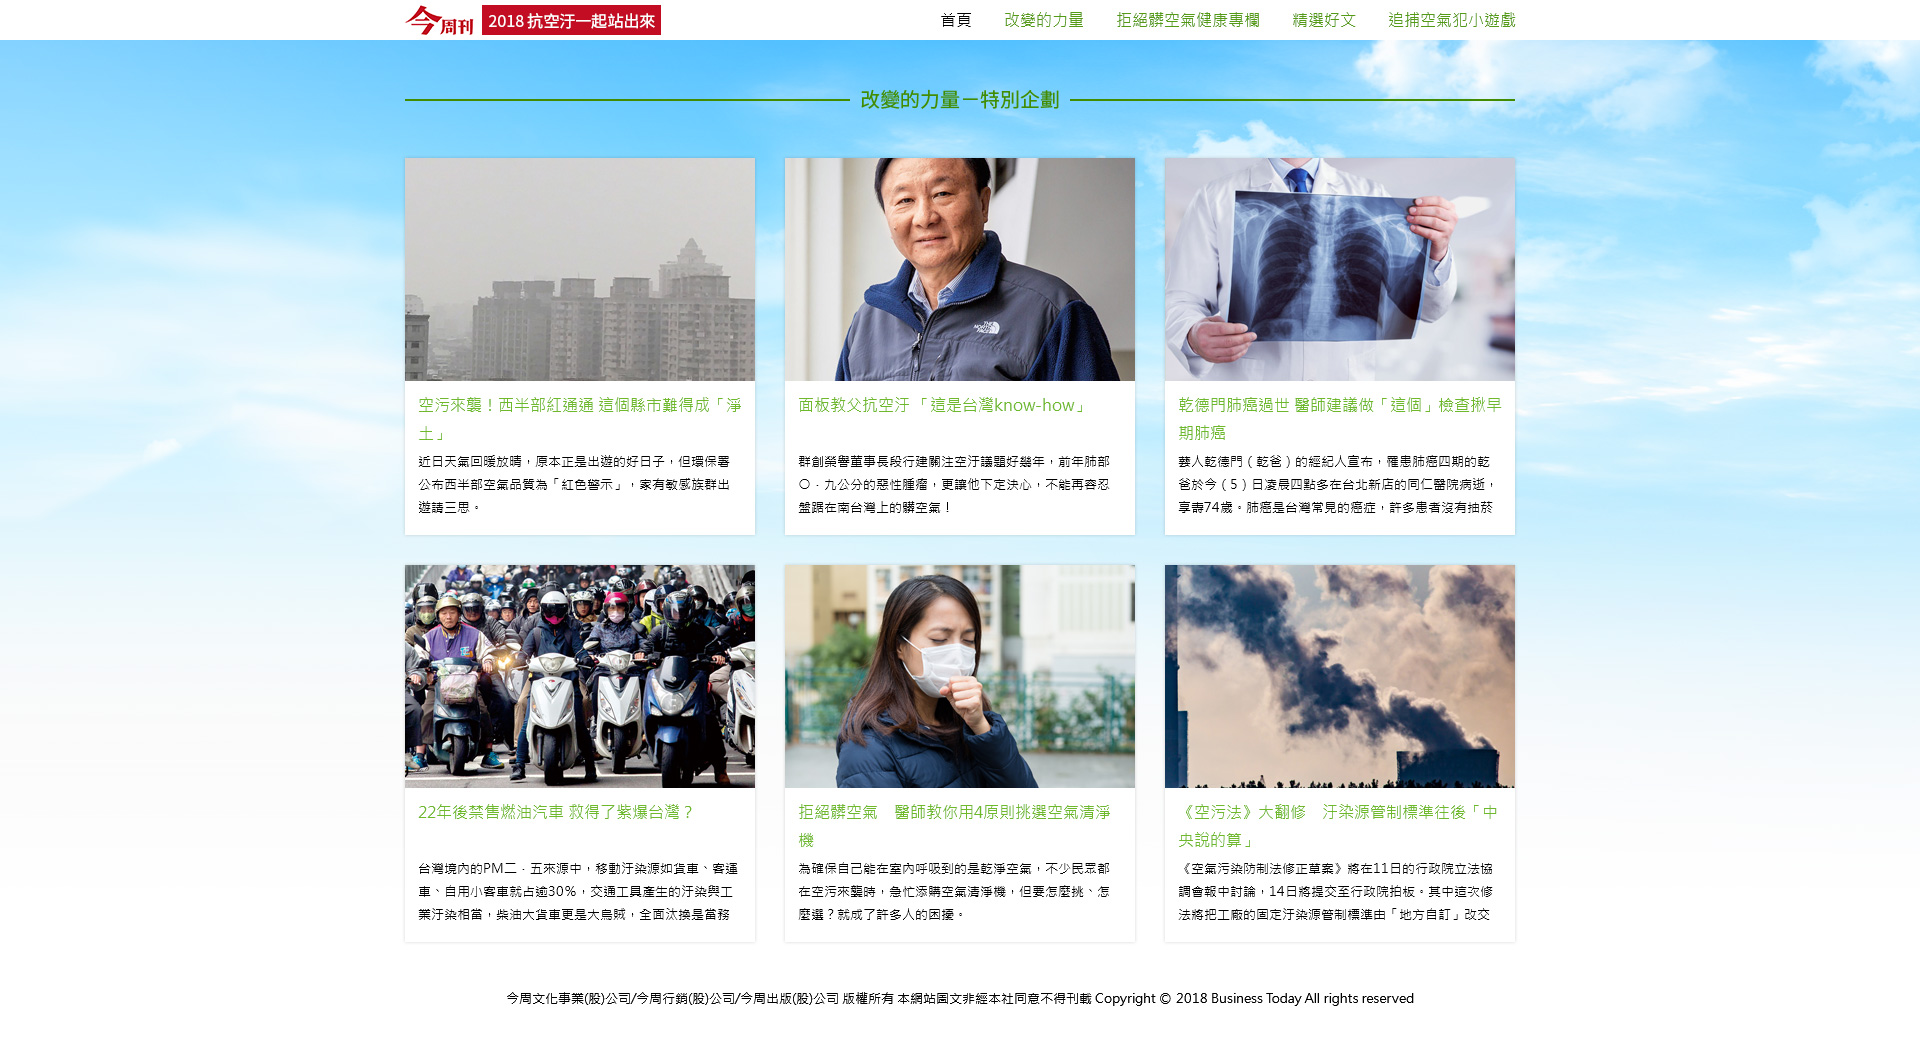 今周刊 2018 抗空汙一起站出來
首頁 改變的力量 拒絕髒空氣健康專欄 精選好文 追捕空氣犯小遊戲
改變的力量－特別企劃
空污來襲！西半部紅通通 這個縣市難得成「淨
土」
近日天氣回暖放晴，原本正是出遊的好日子，但環保署
公布西半部空氣品質為「紅色警示」，家有敏感族群出
遊請三思。
THE NORTH FACE
面板教父抗空汙 「這是台灣know-how」
群創榮譽董事長段行建關注空汙議題好幾年，前年肺部
○．九公分的惡性腫瘤，更讓他下定決心，不能再容忍
盤踞在南台灣上的髒空氣！
乾德門肺癌過世 醫師建議做「這個」檢查揪早
期肺癌
藝人乾德門（乾爸）的經紀人宣布，罹患肺癌四期的乾
爸於今（5）日凌晨四點多在台北新店的同仁醫院病逝，
享壽74歲。肺癌是台灣常見的癌症，許多患者沒有抽菸
22年後禁售燃油汽車 救得了紫爆台灣？
台灣境內的PM二．五來源中，移動汙染源如貨車、客運
車、自用小客車就占逾30%，交通工具產生的汙染與工
業汙染相當，柴油大貨車更是大烏賊，全面汰換是當務
拒絕髒空氣　醫師教你用4原則挑選空氣清淨
機
為確保自己能在室內呼吸到的是乾淨空氣，不少民眾都
在空污來襲時，急忙添購空氣清淨機，但要怎麼挑、怎
麼選？就成了許多人的困擾。
《空污法》大翻修　汙染源管制標準往後「中
央說的算」
《空氣污染防制法修正草案》將在11日的行政院立法協
調會報中討論，14日將提交至行政院拍板。其中這次修
法將把工廠的固定汙染源管制標準由「地方自訂」改交
今周文化事業(股)公司/今周行銷(股)公司/今周出版(股)公司 版權所有 本網站圖文非經本社同意不得刊載 Copyright © 2018 Business Today All rights reserved